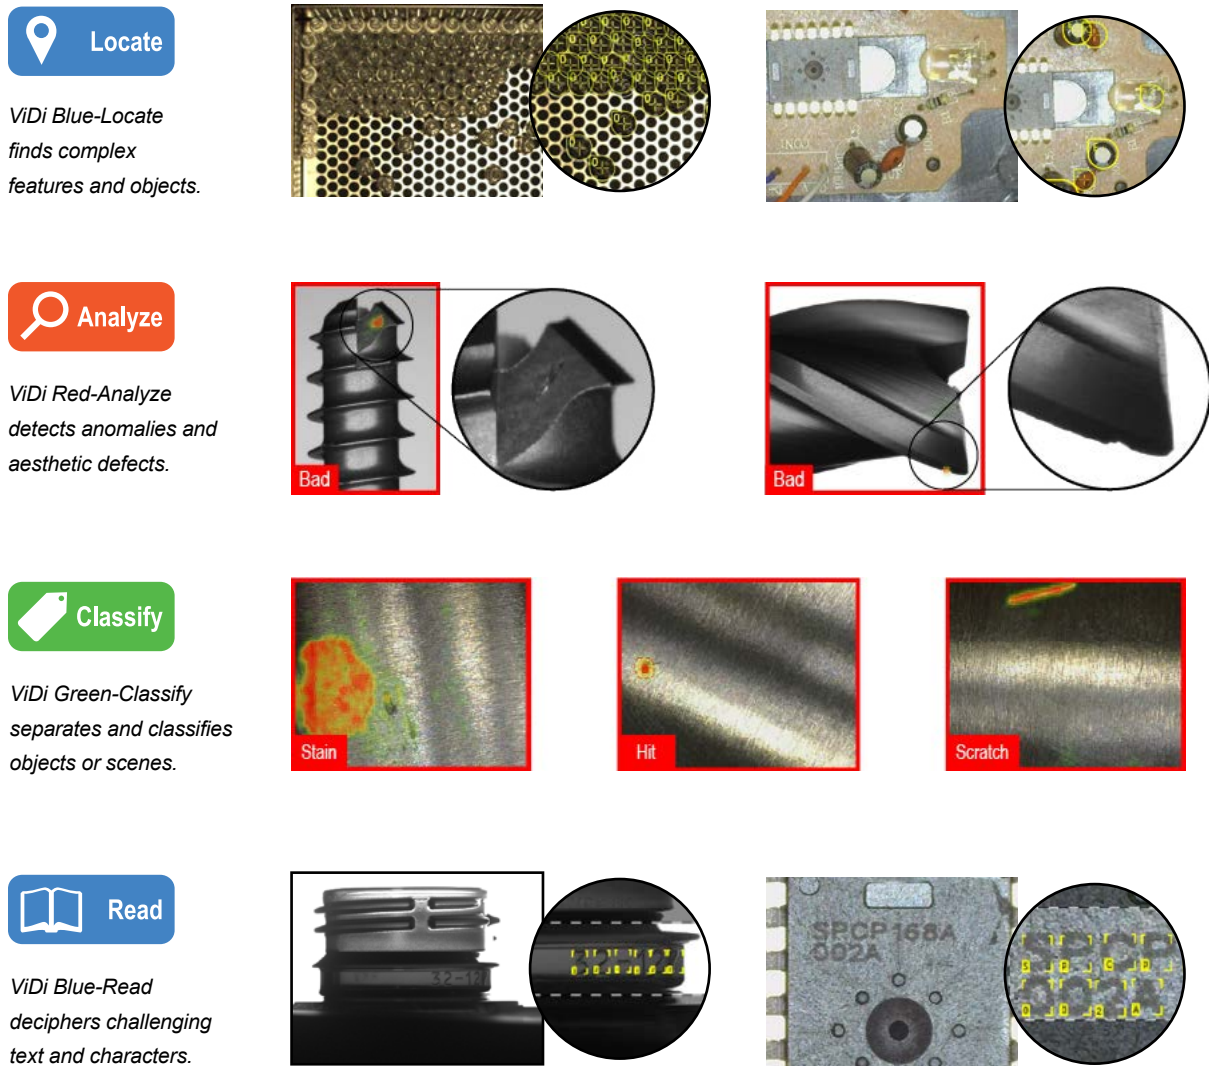 Locate
ViDi Blue-Locate
finds complex
features and objects.
Analyze
ViDi Red-Analyze
detects anomalies and
aesthetic defects.
Bad
Bad
Classify
ViDi Green-Classify
separates and classifies
objects or scenes.
Stain
Hit
Scratch
Read
ViDi Blue-Read
deciphers challenging
text and characters.
SPCP168A
002A